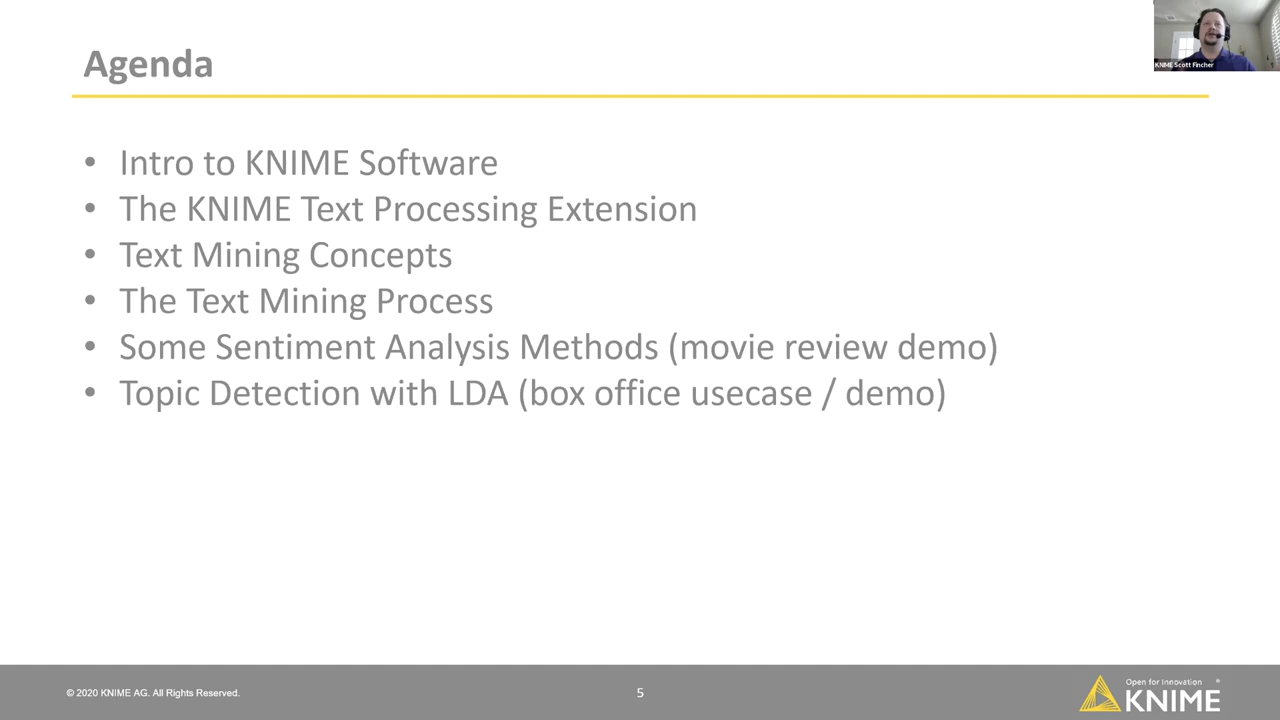 Agenda
KNIME Scott Fincher
• Intro to KNIME Software
• The KNIME Text Processing Extension
• Text Mining Concepts
• The Text Mining Process
• Some Sentiment Analysis Methods (movie review demo)
• Topic Detection with LDA (box office usecase / demo)
© 2020 KNIME AG. All Rights Reserved.
5
Open for Innovation ®
KNIME